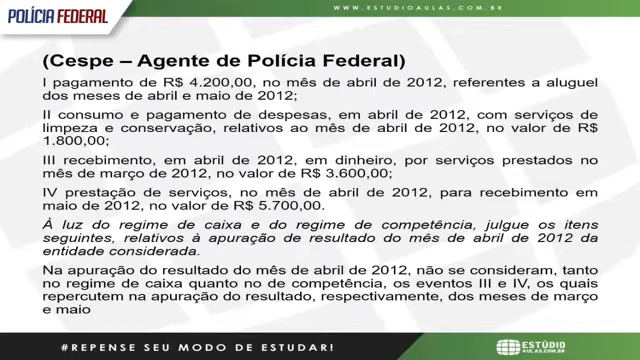 POLÍCIA FEDERAL
WWW.ESTUDIOAULAS.COM.BR
(Cespe – Agente de Polícia Federal)
I pagamento de R$ 4.200,00, no mês de abril de 2012, referentes a aluguel
dos meses de abril e maio de 2012;
II consumo e pagamento de despesas, em abril de 2012, com serviços de
limpeza e conservação, relativos ao mês de abril de 2012, no valor de R$
1.800,00;
III recebimento, em abril de 2012, em dinheiro, por serviços prestados no
mês de março de 2012, no valor de R$ 3.600,00;
IV prestação de serviços, no mês de abril de 2012, para recebimento em
maio de 2012, no valor de R$ 5.700,00.
À luz do regime de caixa e do regime de competência, julgue os itens
seguintes, relativos à apuração de resultado do mês de abril de 2012 da
entidade considerada.
Na apuração do resultado do mês de abril de 2012, não se consideram, tanto
no regime de caixa quanto no de competência, os eventos III e IV, os quais
repercutem na apuração do resultado, respectivamente, dos meses de março
e maio
#REPENSE SEU MODO DE ESTUDAR!
ESTÚDIO
AULAS.COM.BR